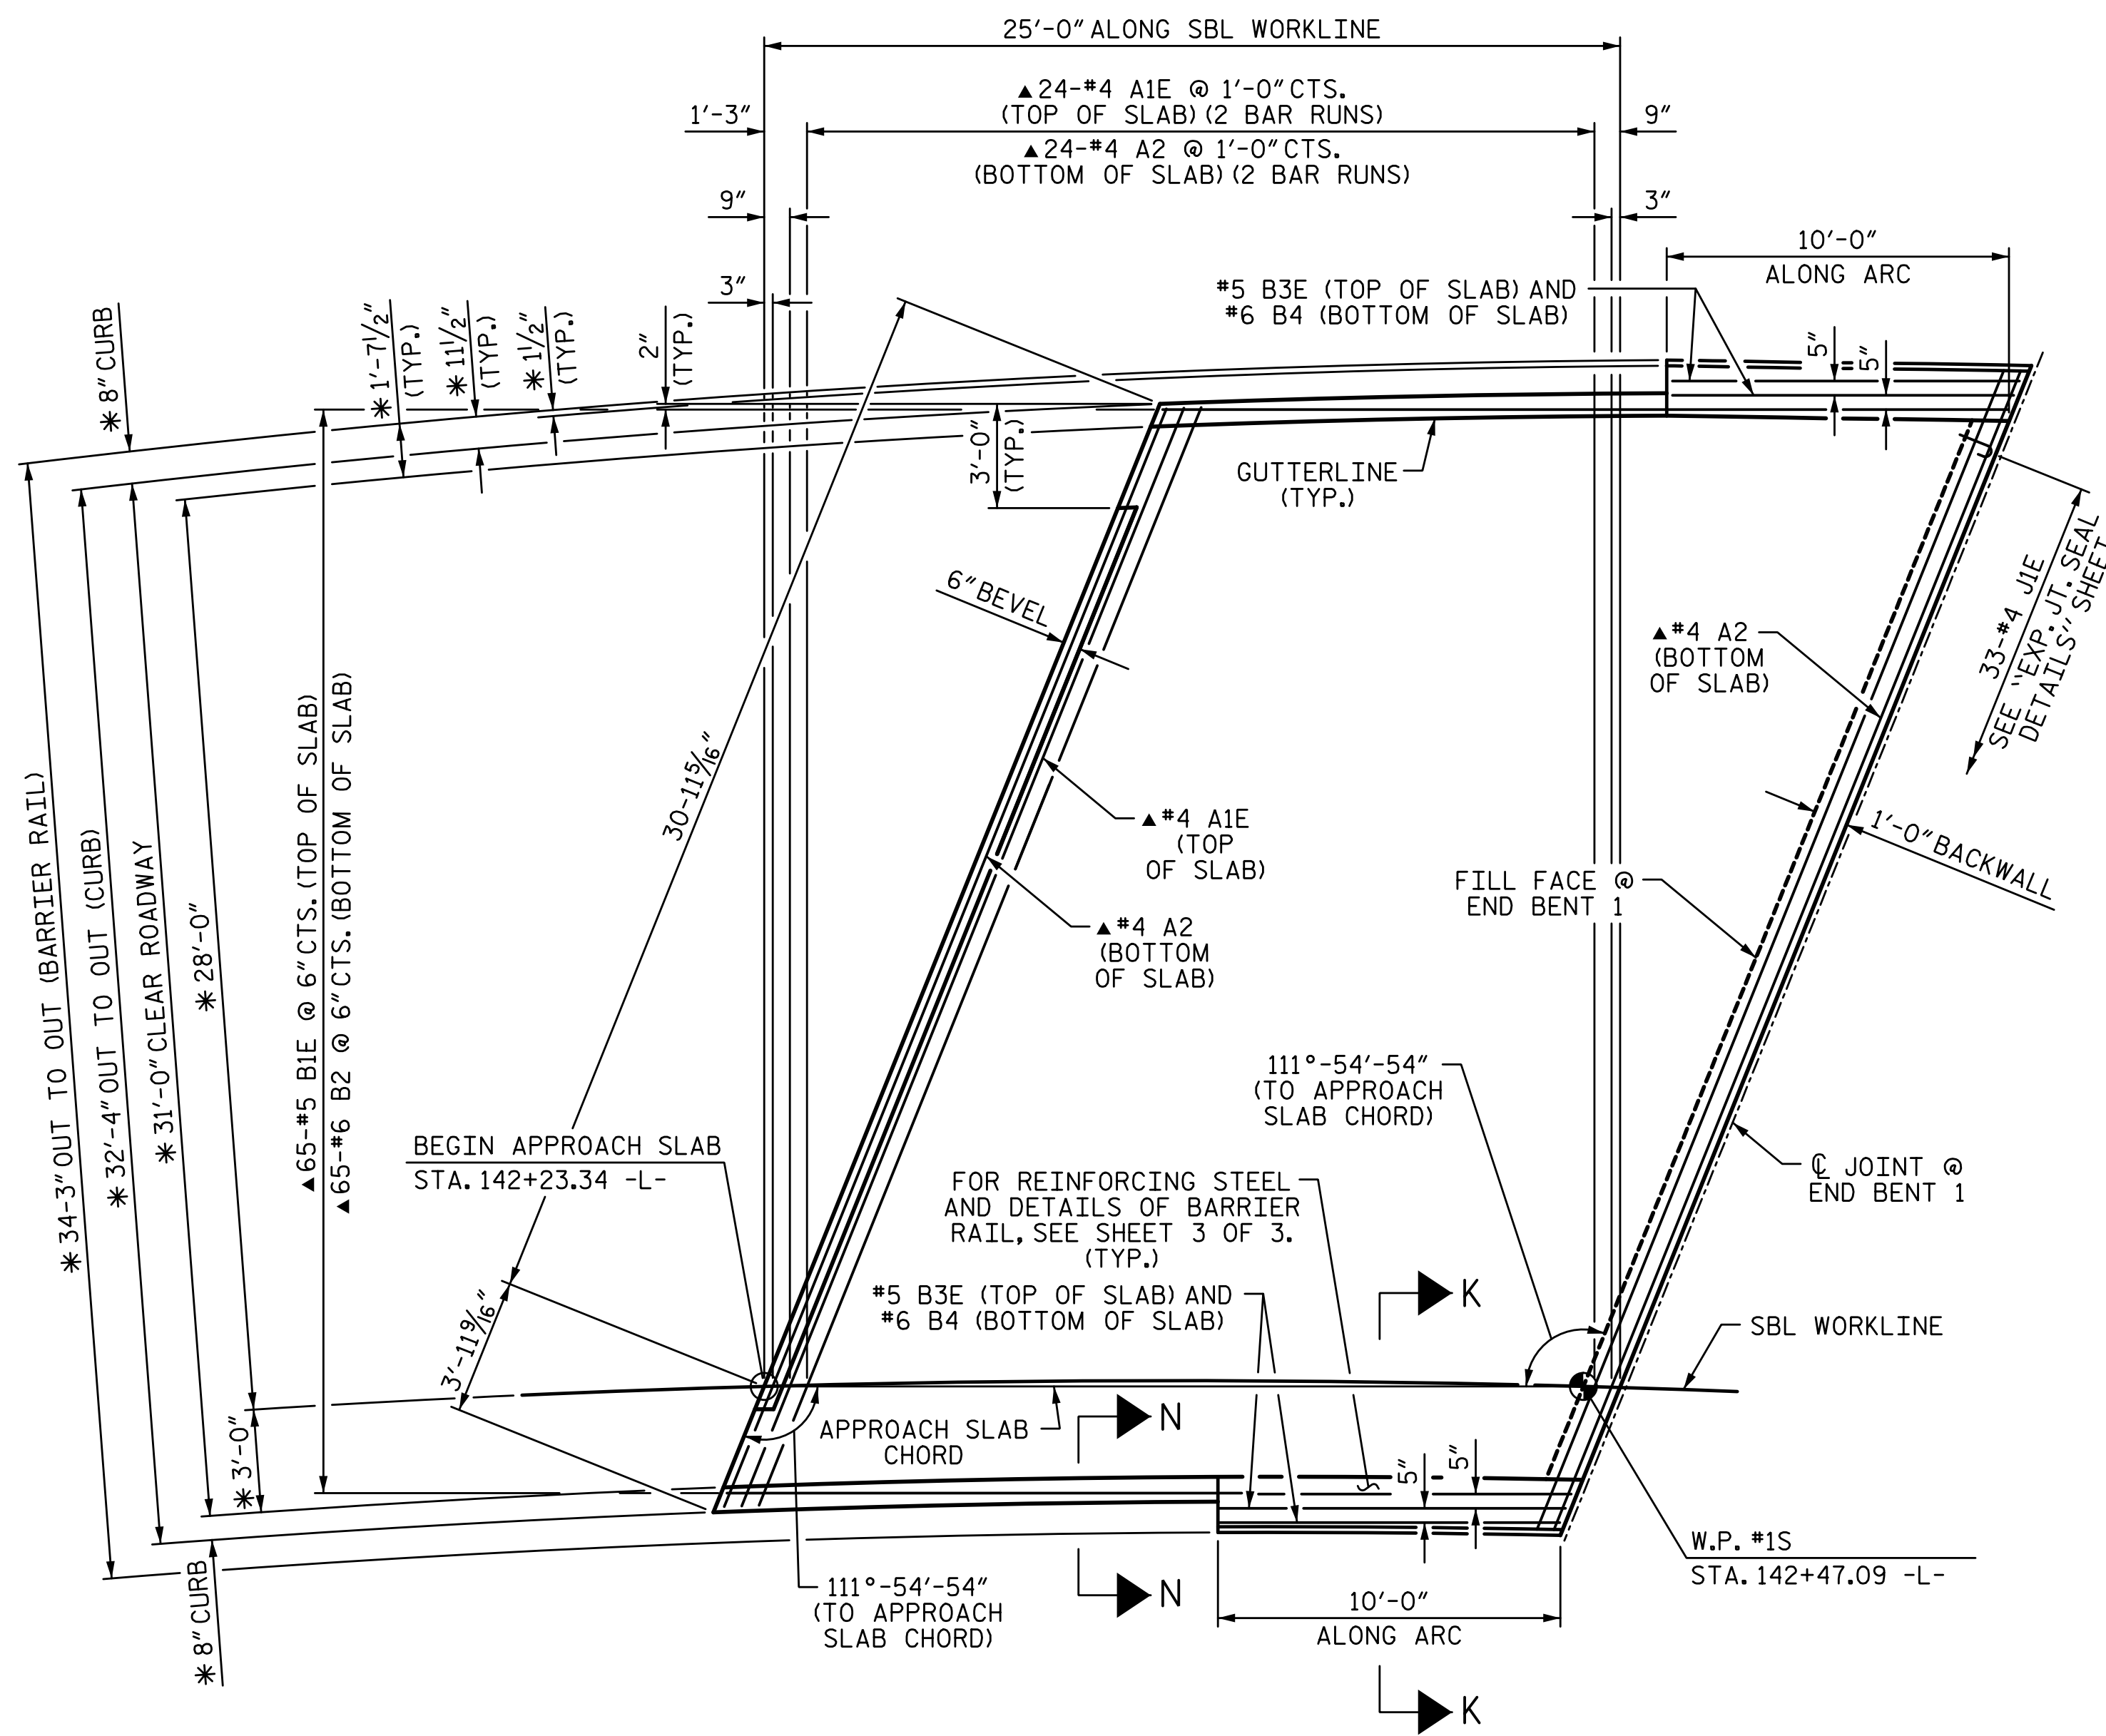 25'-0" ALONG SBL WORKLINE
▲24-#4 A1E @ 1'-0" CTS.
(TOP OF SLAB) (2 BAR RUNS)
1'-3"
9"
▲24-#4 A2 @ 1'-0" CTS.
(BOTTOM OF SLAB) (2 BAR RUNS)
9"
3"
3"
10'-0"
ALONG ARC
#5 B3E (TOP OF SLAB) AND
#6 B4 (BOTTOM OF SLAB)
5"
5"
✳ 8" CURB
✳ 1'-7½"
(TYP.)
✳ 11½"
(TYP.)
✳ 1½"
(TYP.)
2"
(TYP.)
3'-0"
(TYP.)
GUTTERLINE
(TYP.)
6" BEVEL
33-#4 J1E
SEE "EXP. JT. SEAL
DETAILS" SHEET
▲#4 A2
(BOTTOM
OF SLAB)
1'-0" BACKWALL
30-11 5/16"
▲#4 A1E
(TOP
OF SLAB)
▲#4 A2
(BOTTOM
OF SLAB)
FILL FACE @
END BENT 1
✳ 34-3" OUT TO OUT (BARRIER RAIL)
✳ 32'-4" OUT TO OUT (CURB)
✳ 31'-0" CLEAR ROADWAY
✳ 28'-0"
▲65-#5 B1E @ 6" CTS. (TOP OF SLAB)
▲65-#6 B2 @ 6" CTS. (BOTTOM OF SLAB)
111°-54'-54"
(TO APPROACH
SLAB CHORD)
BEGIN APPROACH SLAB
STA. 142+23.34 -L-
FOR REINFORCING STEEL
AND DETAILS OF BARRIER
RAIL, SEE SHEET 3 OF 3.
(TYP.)
℄ JOINT @
END BENT 1
#5 B3E (TOP OF SLAB) AND
#6 B4 (BOTTOM OF SLAB)
K
SBL WORKLINE
3'-11 9/16"
✳ 3'-0"
APPROACH SLAB
CHORD
N
5"
5"
W.P. #1S
STA. 142+47.09 -L-
✳ 8" CURB
111°-54'-54"
(TO APPROACH
SLAB CHORD)
N
10'-0"
ALONG ARC
K